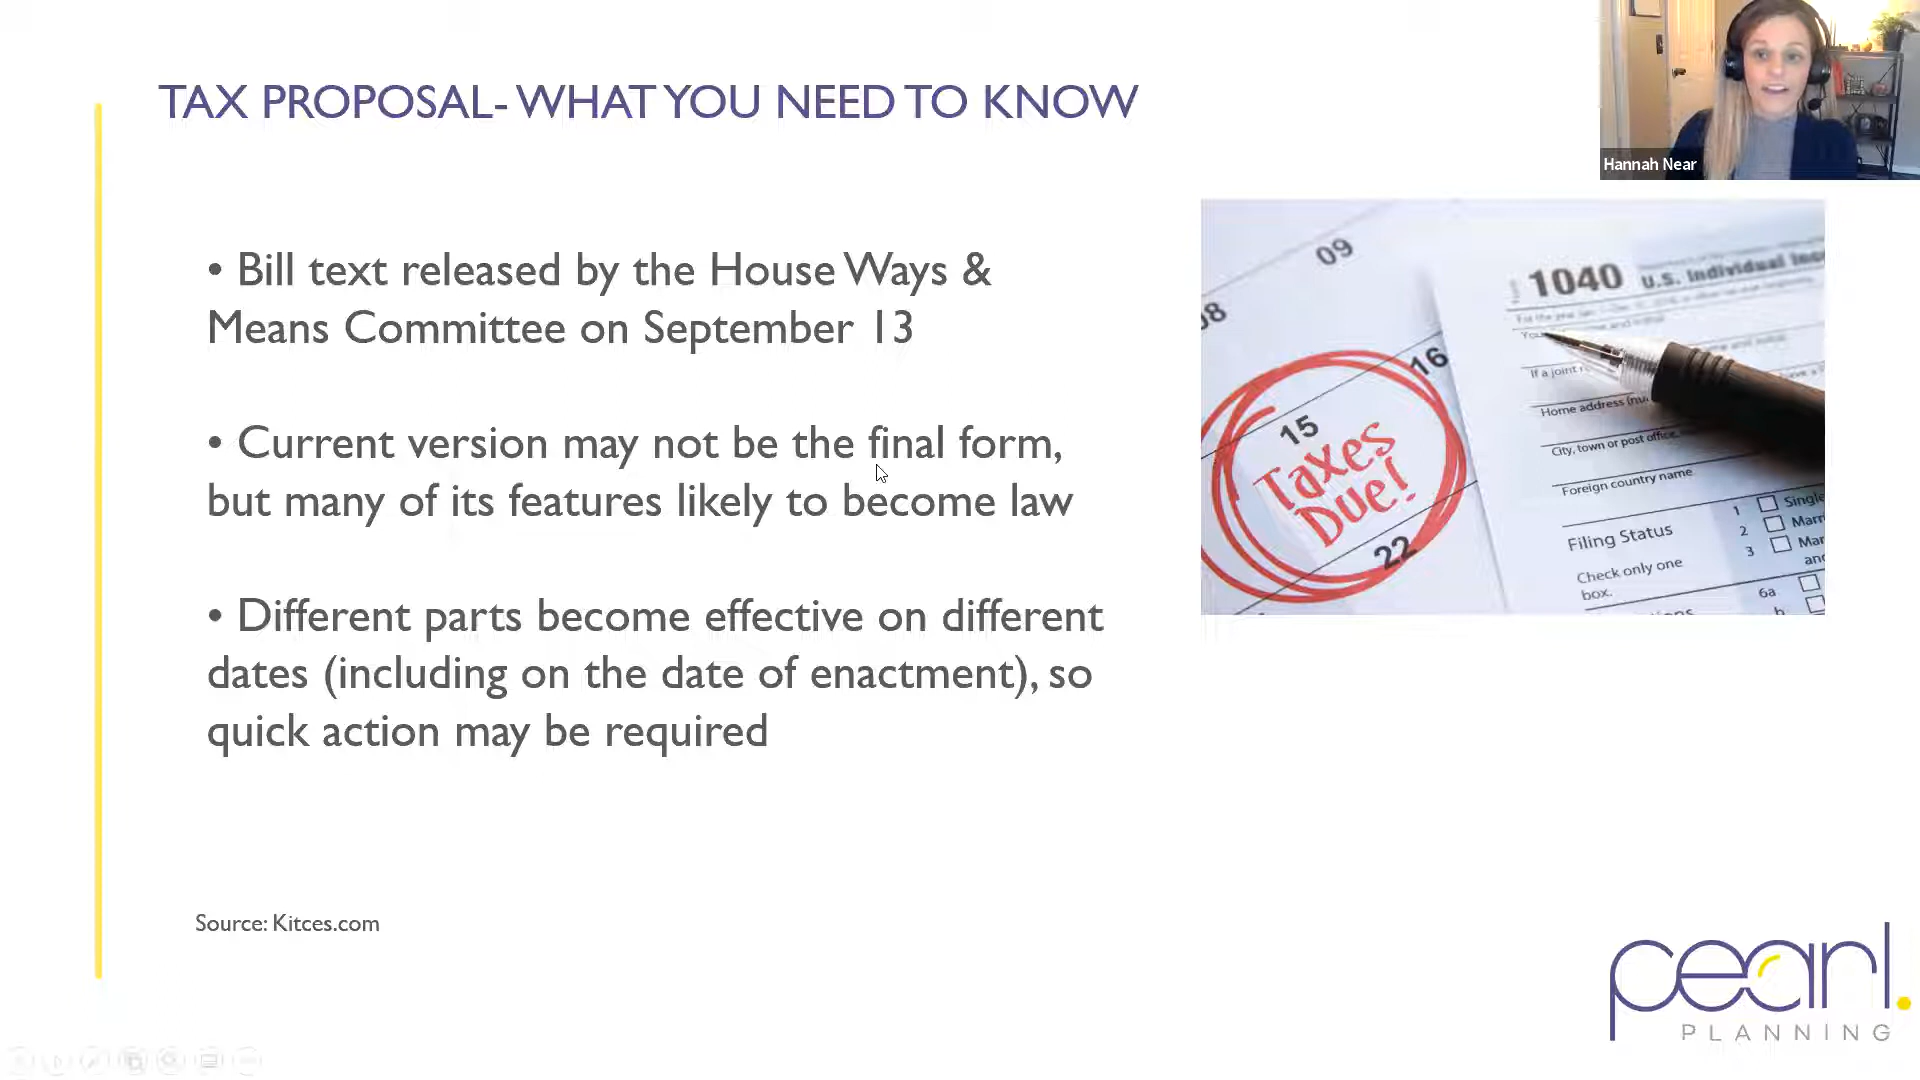 TAX PROPOSAL- WHAT YOU NEED TO KNOW
Hannah Near
• Bill text released by the House Ways &
Means Committee on September 13
• Current version may not be the final form,
but many of its features likely to become law
• Different parts become effective on different
dates (including on the date of enactment), so
quick action may be required
09
16
15
Taxes
Due!
22
1040
U.S. Individual
If a joint
Home address
City, town or post office,
Foreign country name
Filing Status
Check only one
box.
1
Single
2
3
6a
Source: Kitces.com
pearl.
PLANNING